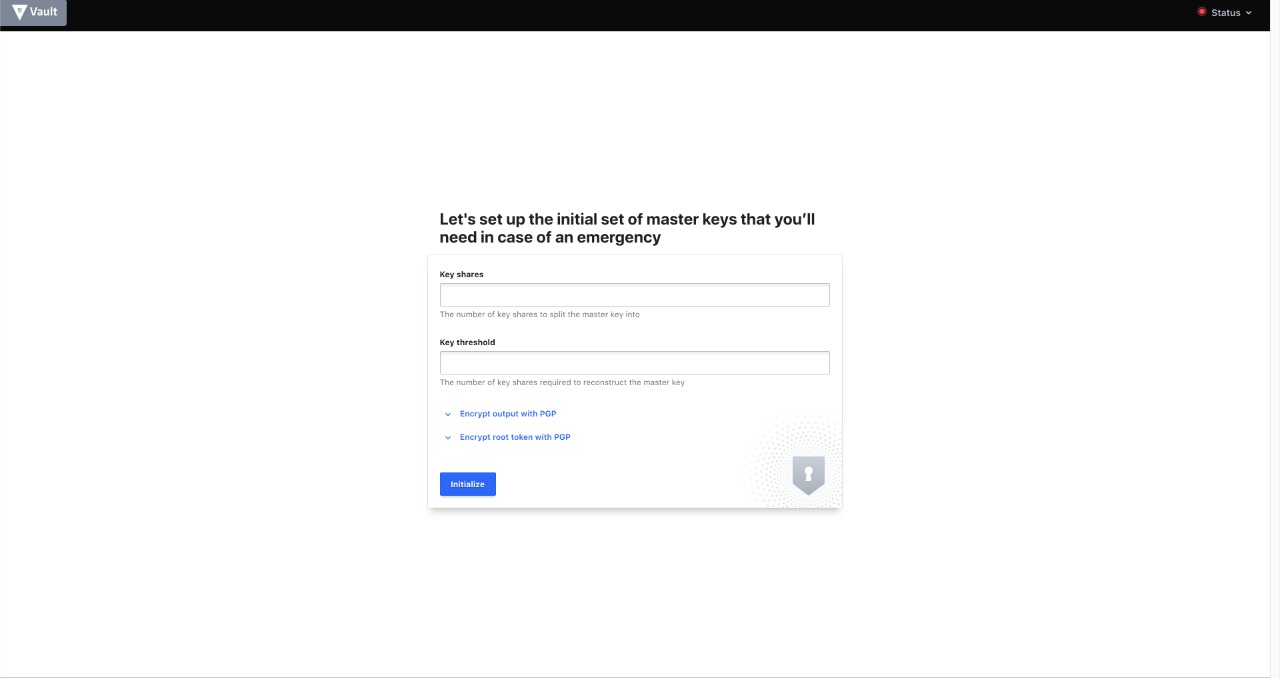 Vault
Status
Let's set up the initial set of master keys that you’ll
need in case of an emergency
Key shares
The number of key shares to split the master key into
Key threshold
The number of key shares required to reconstruct the master key
Encrypt output with PGP
Encrypt root token with PGP
Initialize